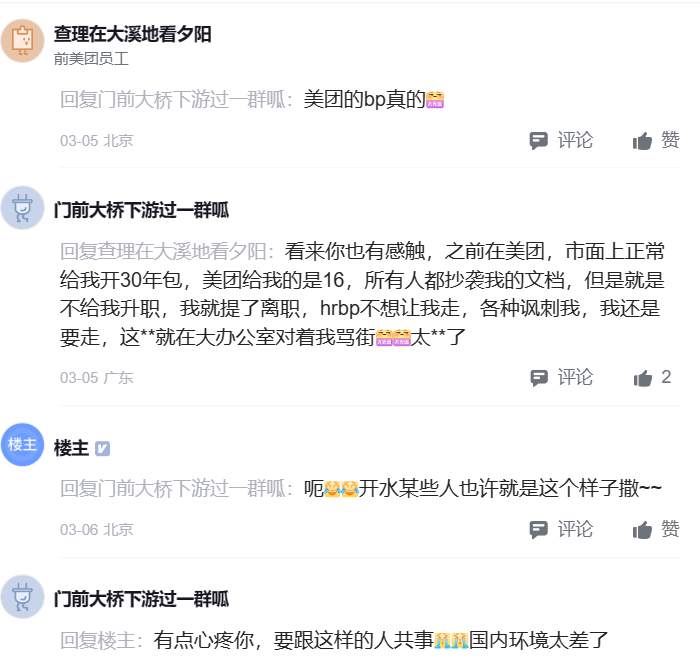 查理在大溪地看夕阳
前美团员工
回复门前大桥下游过一群呱：美团的bp真的
03-05 北京
评论
赞
门前大桥下游过一群呱
回复查理在大溪地看夕阳：看来你也有感触，之前在美团，市面上正常
给我开30年包，美团给我的是16，所有人都抄袭我的文档，但是就是
不给我升职，我就提了离职，hrbp不想让我走，各种讽刺我，我还是
要走，这**就在大办公室对着我骂街太**了
03-05 广东
评论
2
楼主
楼主
回复门前大桥下游过一群呱：呃开水某些人也许就是这个样子撒~~
03-06 北京
评论
赞
门前大桥下游过一群呱
回复楼主：有点心疼你，要跟这样的人共事国内环境太差了